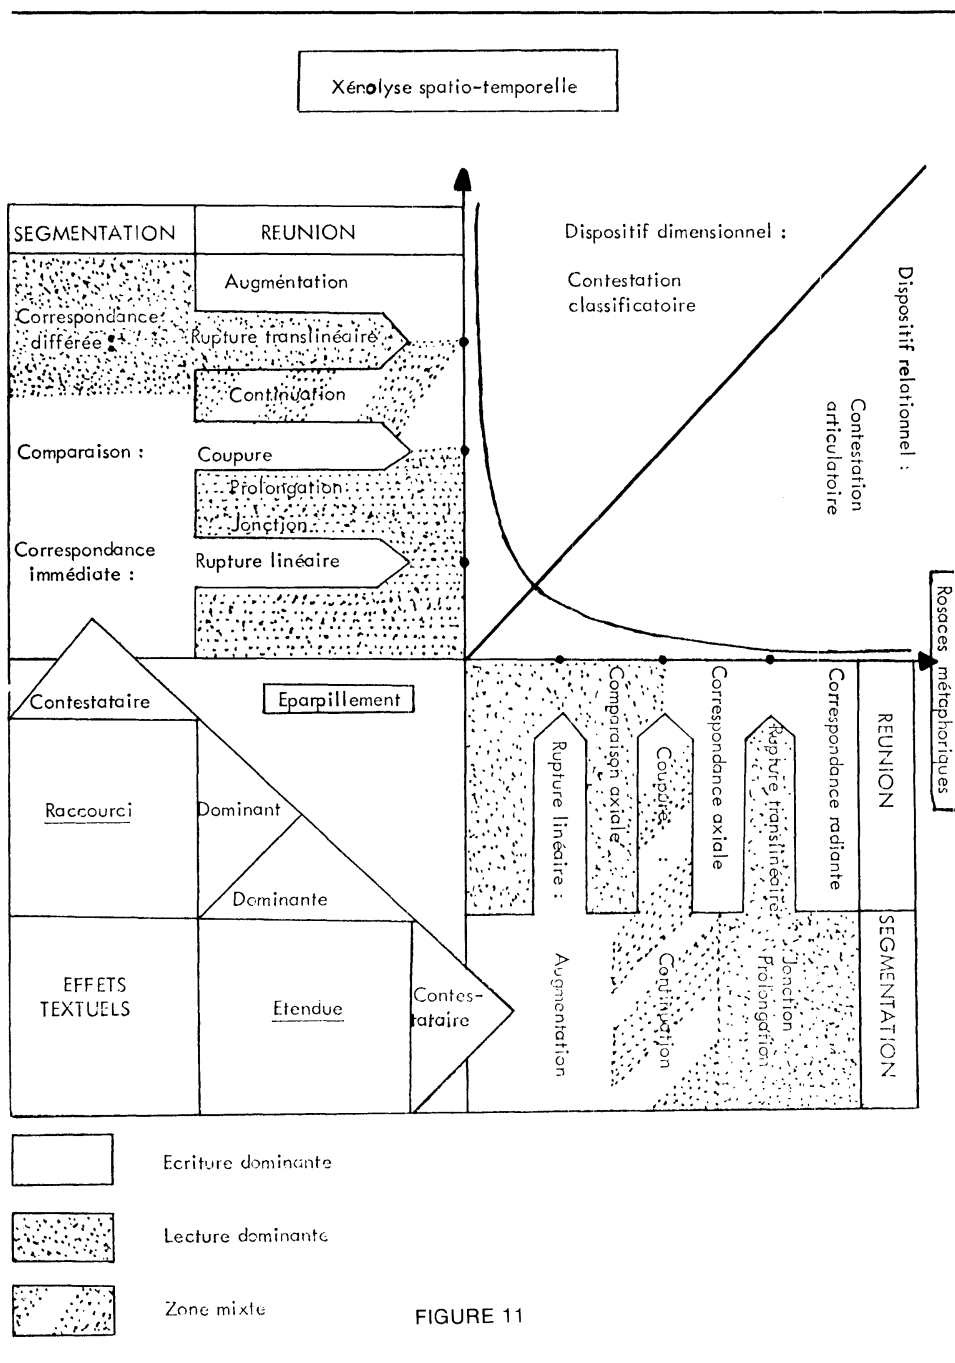 Xénolyse spatio-temporelle
SEGMENTATION
REUNION
Augméntation
Correspondance
différée :
Rupture translinéaire
Continuation
Comparaison :
Coupure
Prolongation
Jonction
Correspondance
immédiate :
Rupture linéaire
Dispositif dimensionnel :
Contestation
classificatoire
Dispositif relationnel :
Contestation
articulatoire
Rosaces métaphoriques
Contestataire
Eparpillement
Raccourci
Dominant
Dominante
EFFETS
TEXTUELS
Etendue
Contes-
tataire
Rupture linéaire :
Augmentation
Comparaison axiale
Coupure :
Continuation
Correspondance axiale
Rupture translinéaire
Jonction
Prolongation
Correspondance radiante
REUNION
SEGMENTATION
Ecriture dominante
Lecture dominante
Zone mixte
FIGURE 11